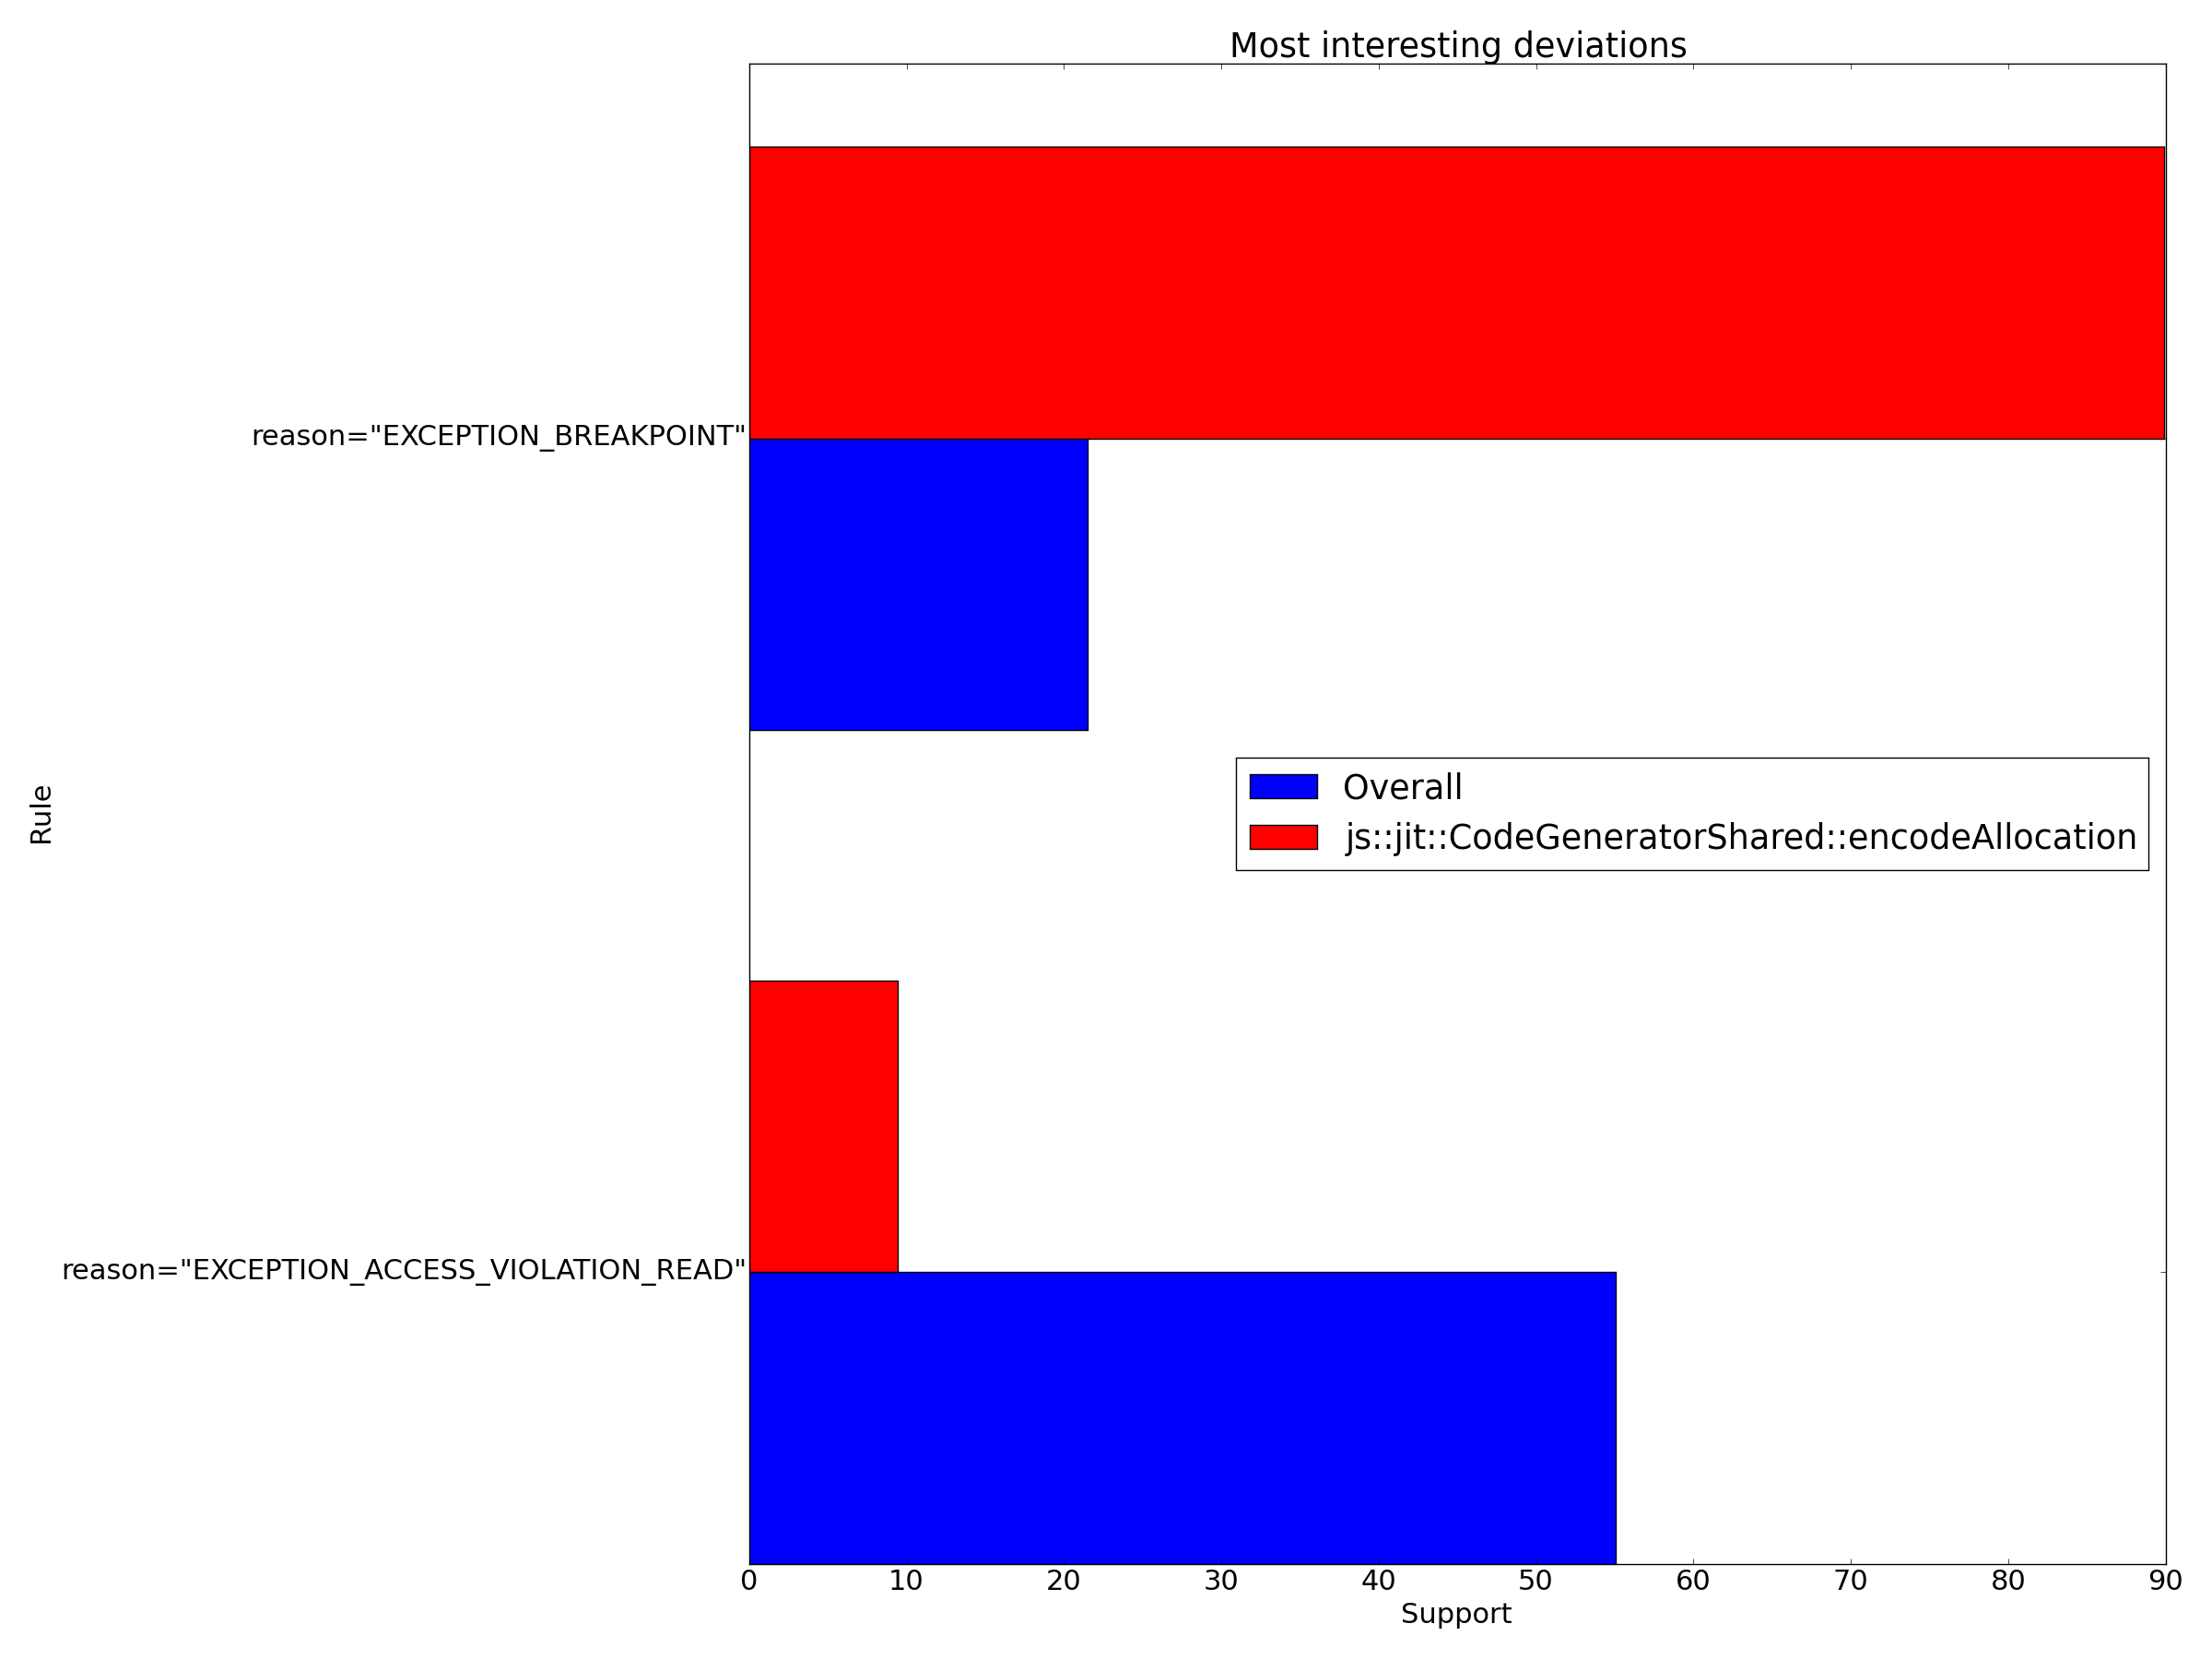 Most interesting deviations
reason="EXCEPTION_BREAKPOINT"
Overall
js::jit::CodeGeneratorShared::encodeAllocation
Rule
reason="EXCEPTION_ACCESS_VIOLATION_READ"
0 10 20 30 40 50 60 70 80 90
Support